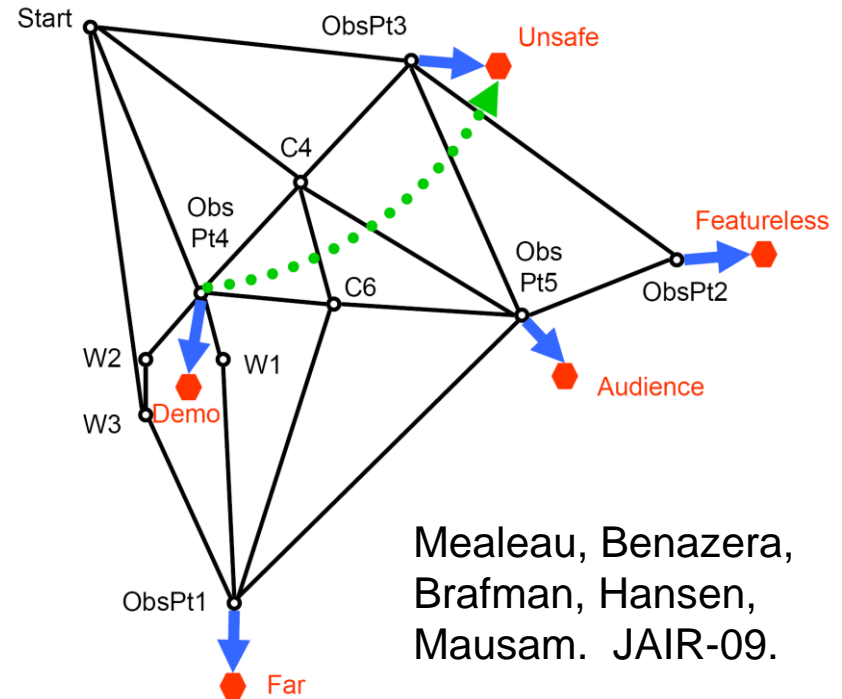 Start
ObsPt3
Unsafe
C4
Obs
Pt4
Featureless
Obs
Pt5
ObsPt2
C6
W2
W1
Audience
Demo
W3
Mealeau, Benazera,
Brafman, Hansen,
Mausam.  JAIR-09.
ObsPt1
Far